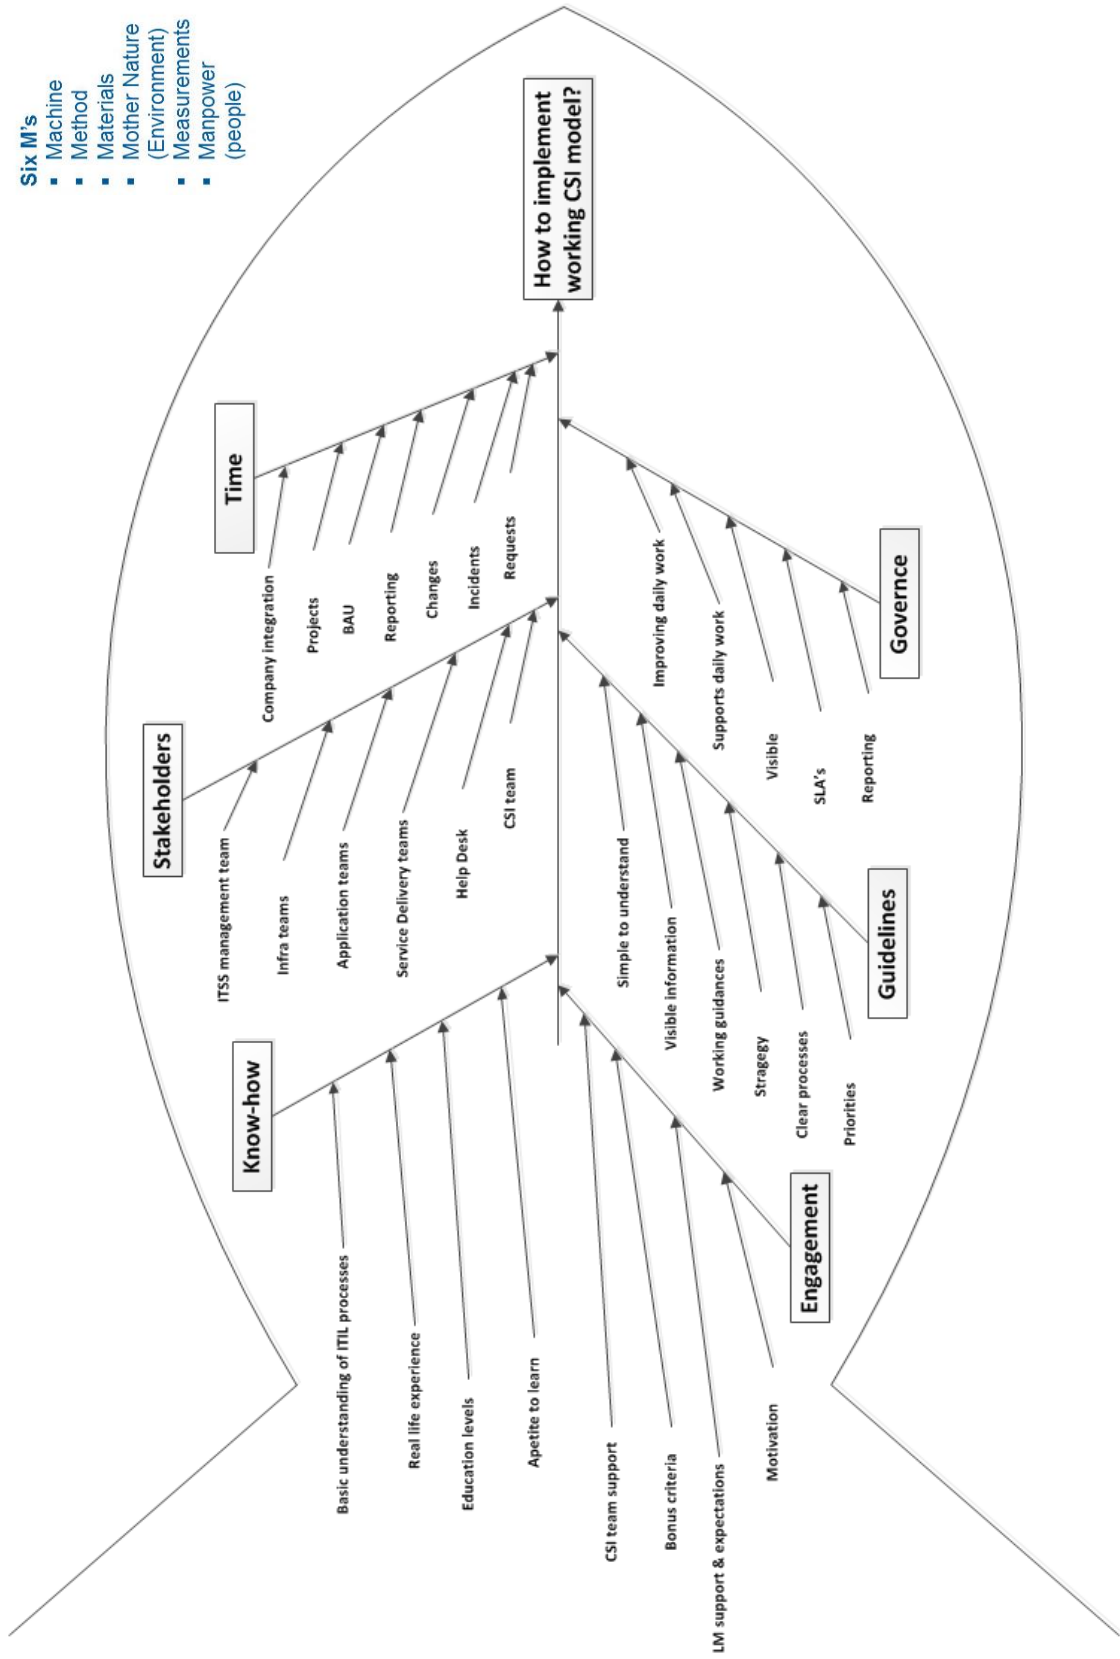 Six M's
▪ Machine
▪ Method
▪ Materials
▪ Mother Nature
(Environment)
▪ Measurements
▪ Manpower
(people)
How to implement
working CSI model?
Know-how
Basic understanding of ITIL processes
Real life experience
Education levels
Apetite to learn
Stakeholders
ITSS management team
Infra teams
Application teams
Service Delivery teams
Help Desk
CSI team
Time
Company integration
Projects
BAU
Reporting
Changes
Incidents
Requests
CSI team support
Bonus criteria
LM support & expectations
Motivation
Engagement
Simple to understand
Visible information
Working guidances
Stragegy
Clear processes
Priorities
Guidelines
Improving daily work
Supports daily work
Visible
SLA's
Reporting
Governce